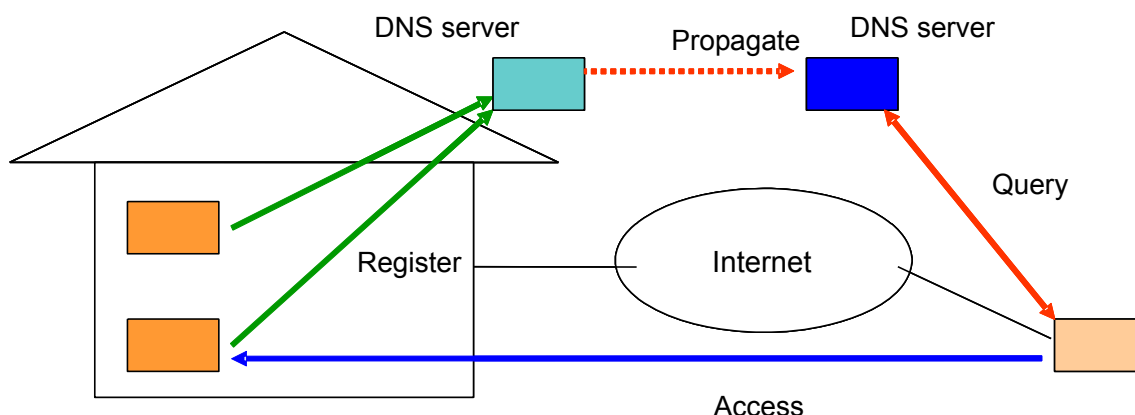 DNS server
Propagate
DNS server
Query
Register
Internet
Access